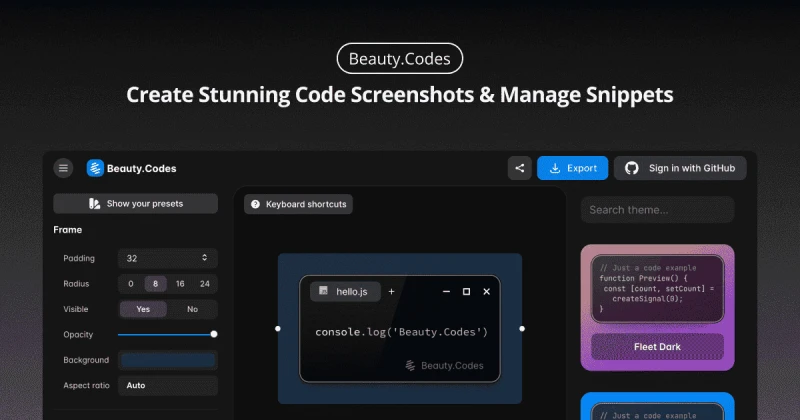 Beauty.Codes
Create Stunning Code Screenshots & Manage Snippets
Beauty.Codes
Export
Sign in with GitHub
Show your presets
Frame
Padding
32
Radius
0
8
16
24
Visible
Yes
No
Opacity
Background
Aspect ratio
Auto
Keyboard shortcuts
hello.js
+
console.log('Beauty.Codes')
Beauty.Codes
Search theme...
// Just a code example
function Preview() {
const [count, setCount] =
createSignal(0);
}
Fleet Dark
// Just a code example